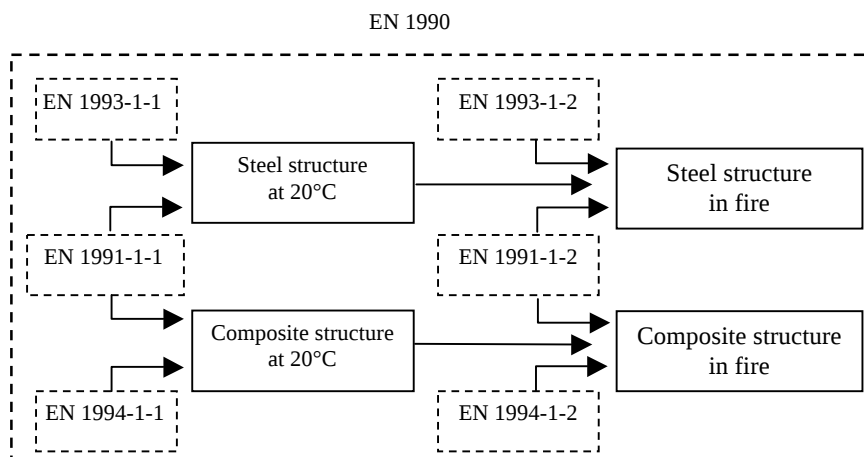 EN 1990
EN 1993-1-1
EN 1993-1-2
Steel structure
at 20°C
Steel structure
in fire
EN 1991-1-1
EN 1991-1-2
Composite structure
at 20°C
Composite structure
in fire
EN 1994-1-1
EN 1994-1-2